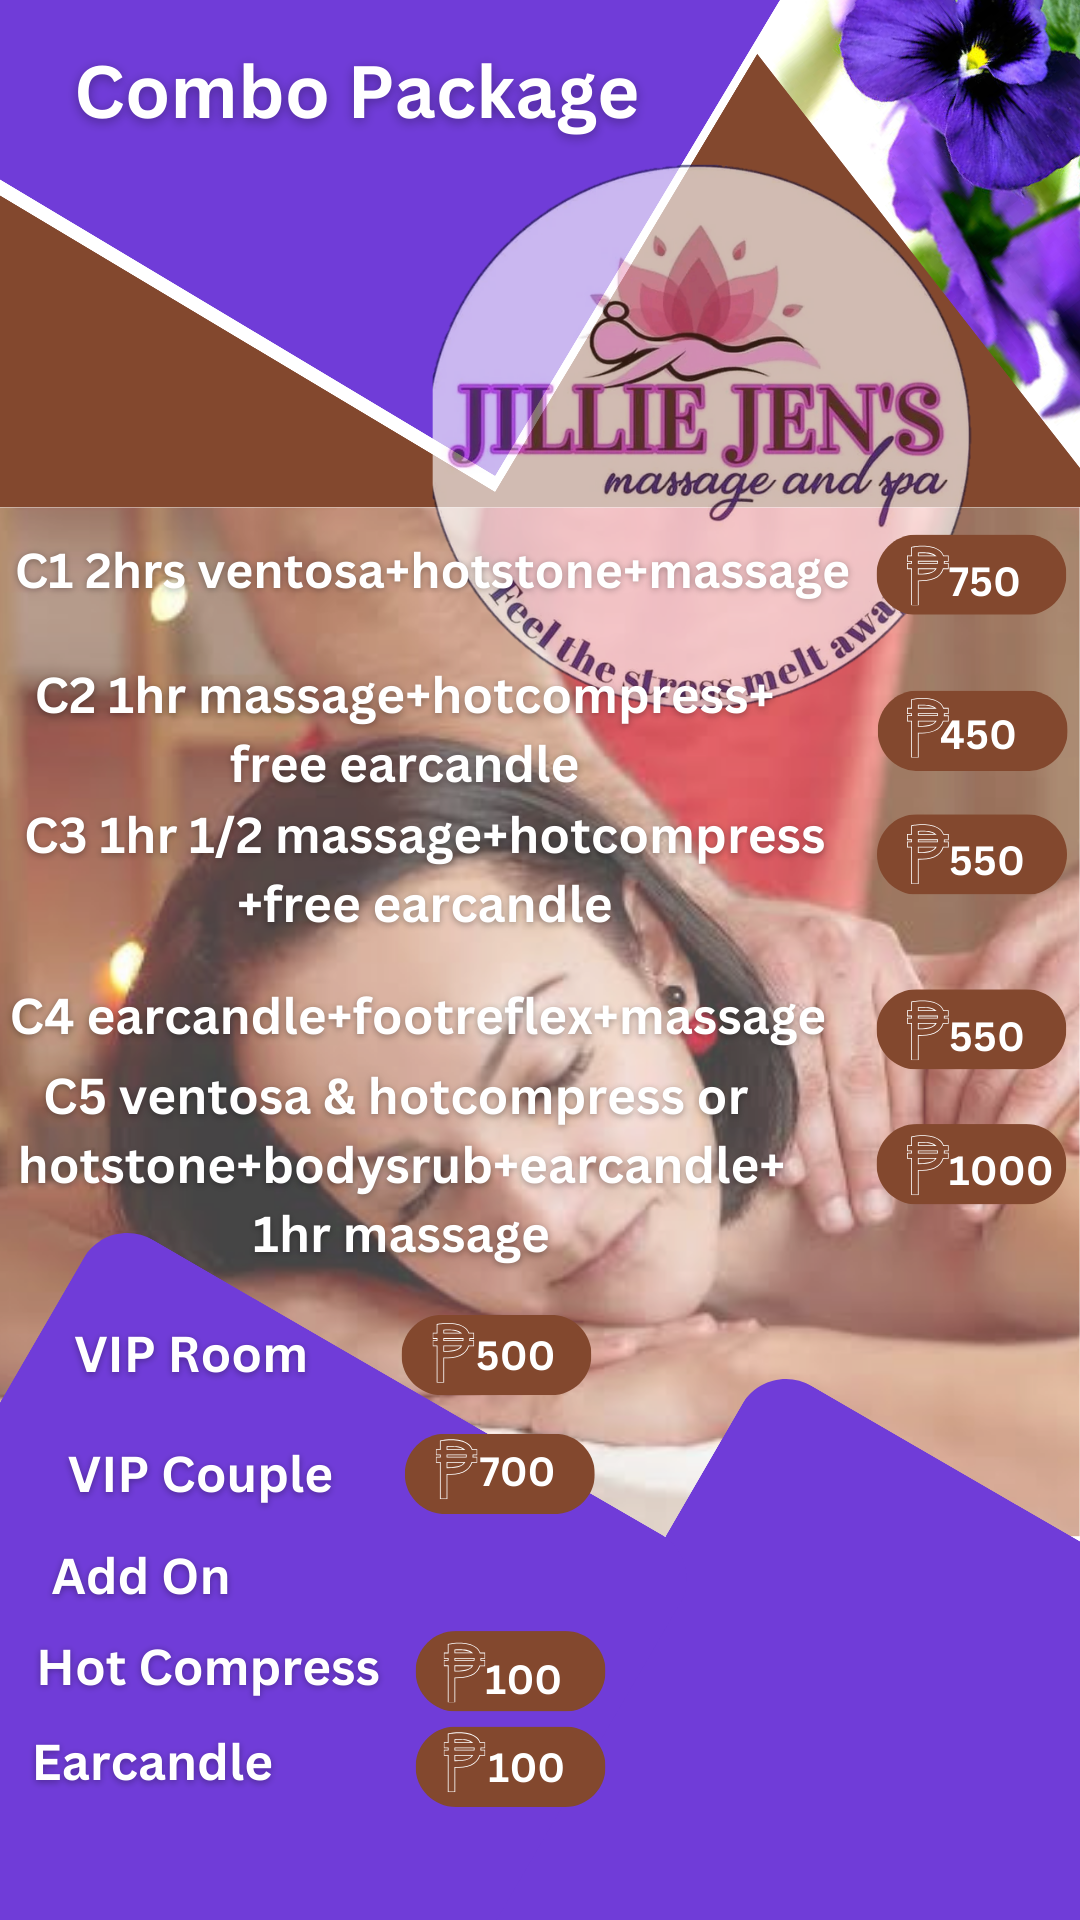 Combo Package
JILLIE JEN'S
massage and spa
C1 2hrs ventosa+hotstone+massage
₱750
Feel the stress melt away
C2 1hr massage+hotcompress+
free earcandle
₱450
C3 1hr 1/2 massage+hotcompress
+free earcandle
₱550
C4 earcandle+footreflex+massage
₱550
C5 ventosa & hotcompress or
hotstone+bodysrub+earcandle+
1hr massage
₱1000
VIP Room
₱500
VIP Couple
₱700
Add On
Hot Compress
₱100
Earcandle
₱100